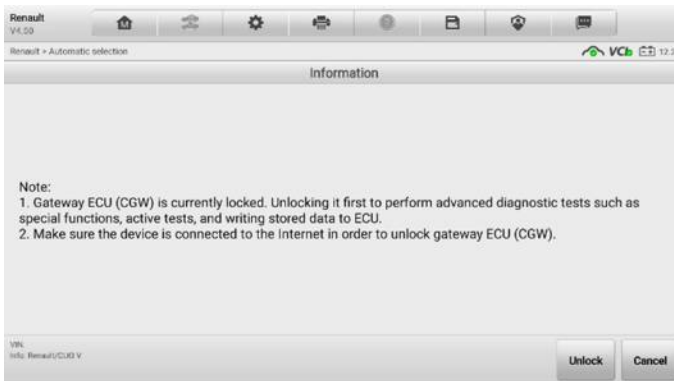 Renault
V4.50
Renault > Automatic selection
VCb 12.2
Information
Note:
1. Gateway ECU (CGW) is currently locked. Unlocking it first to perform advanced diagnostic tests such as
special functions, active tests, and writing stored data to ECU.
2. Make sure the device is connected to the Internet in order to unlock gateway ECU (CGW).
VIN:
Info: Renault/CLIO V
Unlock Cancel